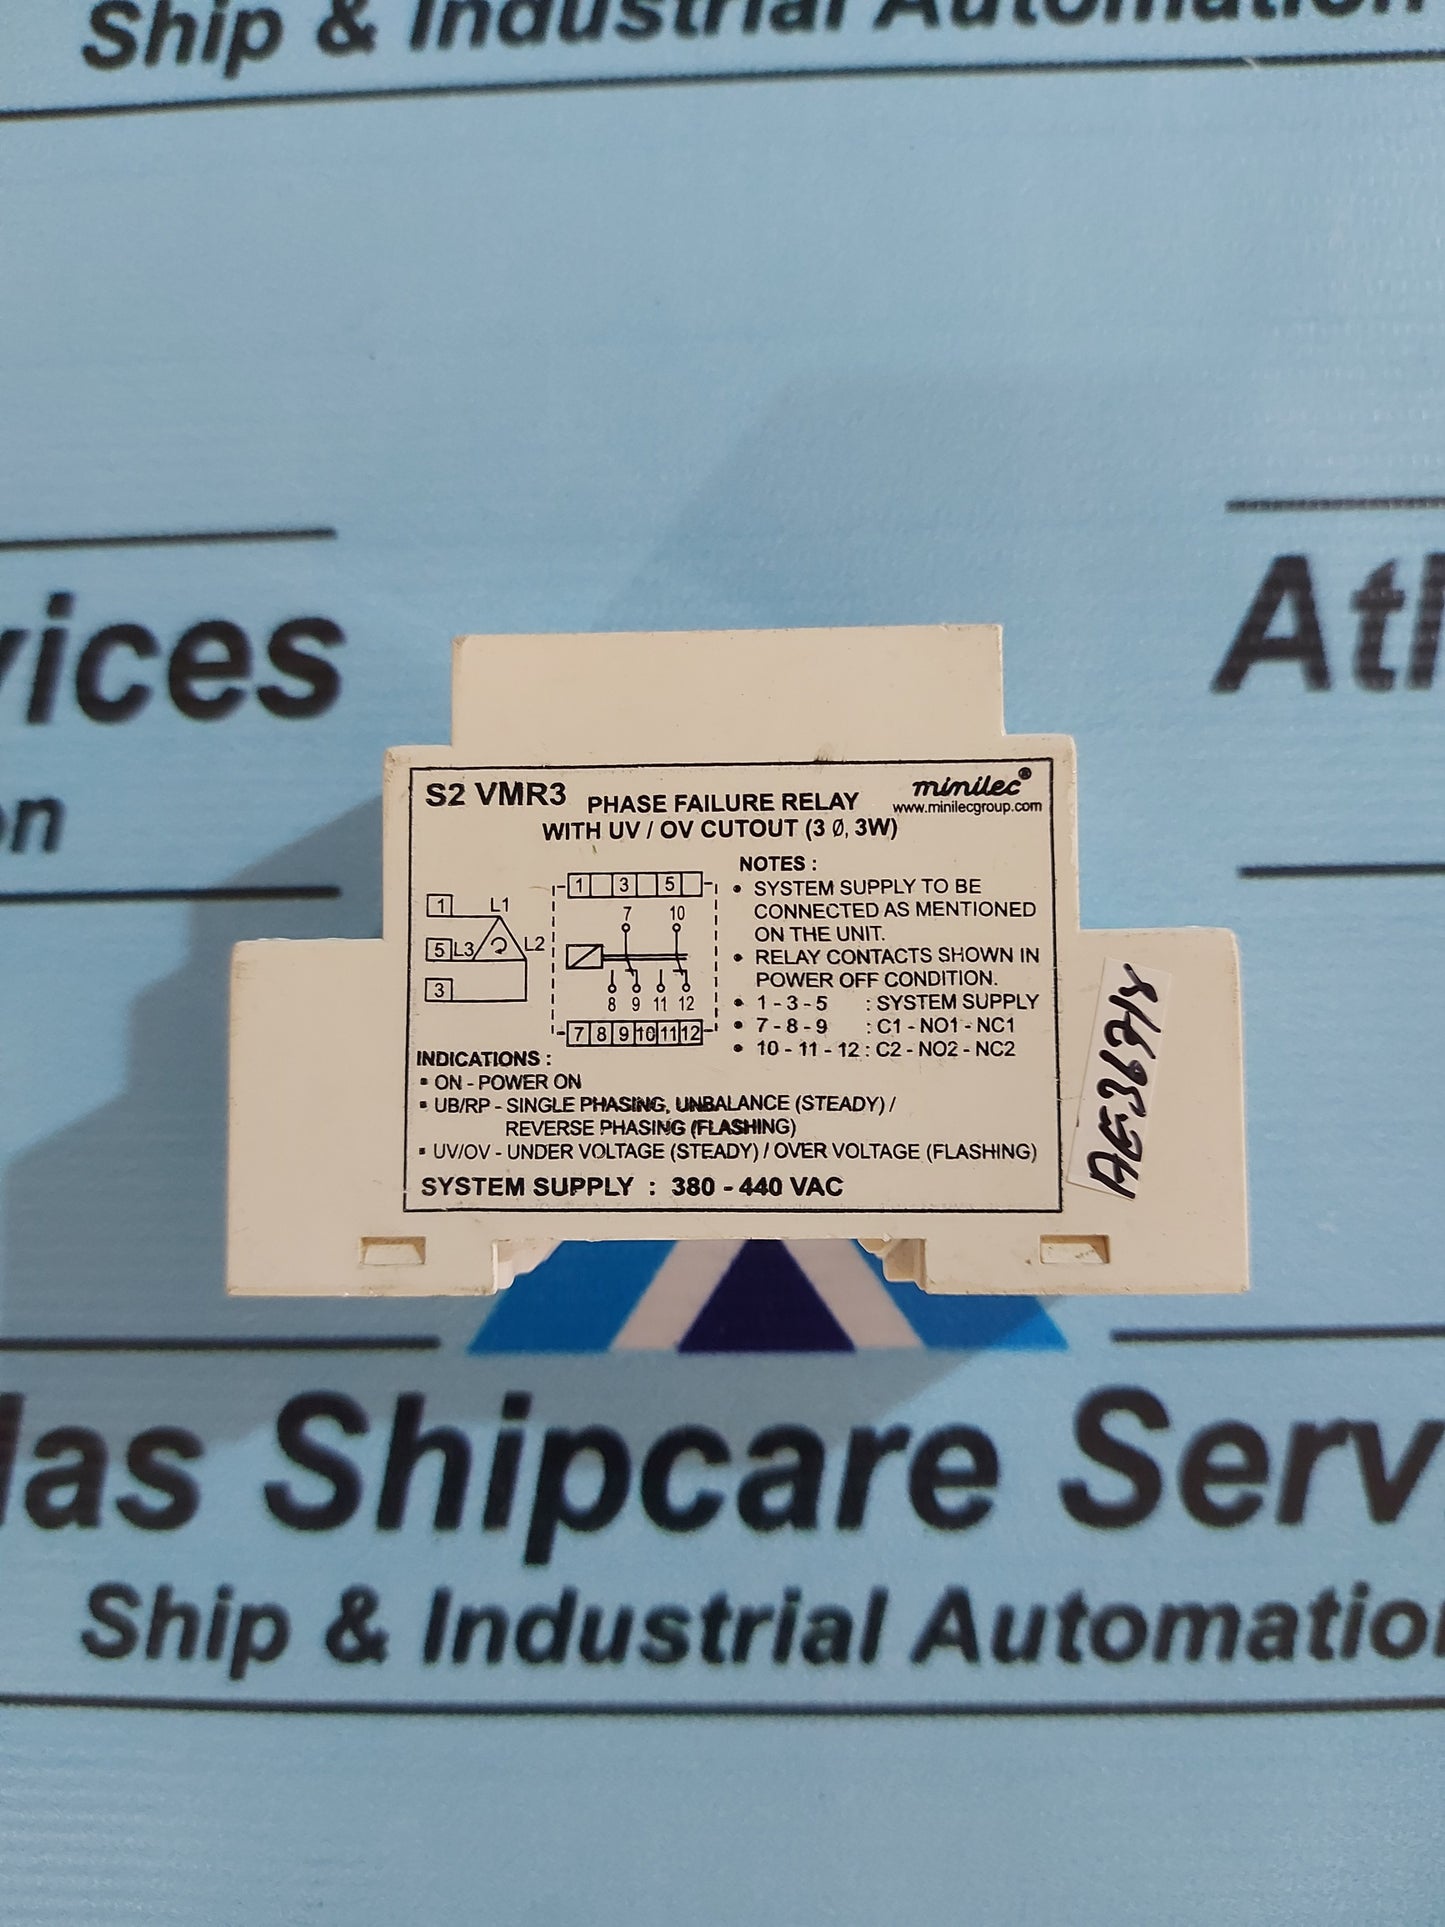 Ship & Industrial Automation
vices
Atl
on
S2 VMR3
minilec®
PHASE FAILURE RELAY
www.minilecgroup.com
WITH UV / OV CUTOUT (3 Ø, 3W)
NOTES :
• SYSTEM SUPPLY TO BE
CONNECTED AS MENTIONED
ON THE UNIT.
• RELAY CONTACTS SHOWN IN
POWER OFF CONDITION.
• 1 - 3 - 5 : SYSTEM SUPPLY
• 7 - 8 - 9 : C1 - NO1 - NC1
• 10 - 11 - 12 : C2 - NO2 - NC2
1 L1
5 L3 L2
3
1 3 5
7 10
8 9 11 12
7 8 9 10 11 12
INDICATIONS :
▪ ON - POWER ON
▪ UB/RP - SINGLE PHASING, UNBALANCE (STEADY) /
REVERSE PHASING (FLASHING)
▪ UV/OV - UNDER VOLTAGE (STEADY) / OVER VOLTAGE (FLASHING)
SYSTEM SUPPLY : 380 - 440 VAC
las Shipcare Serv
Ship & Industrial Automatio